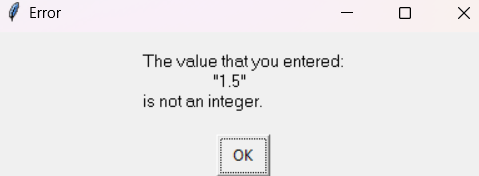 Error
The value that you entered:
"1.5"
is not an integer.
OK